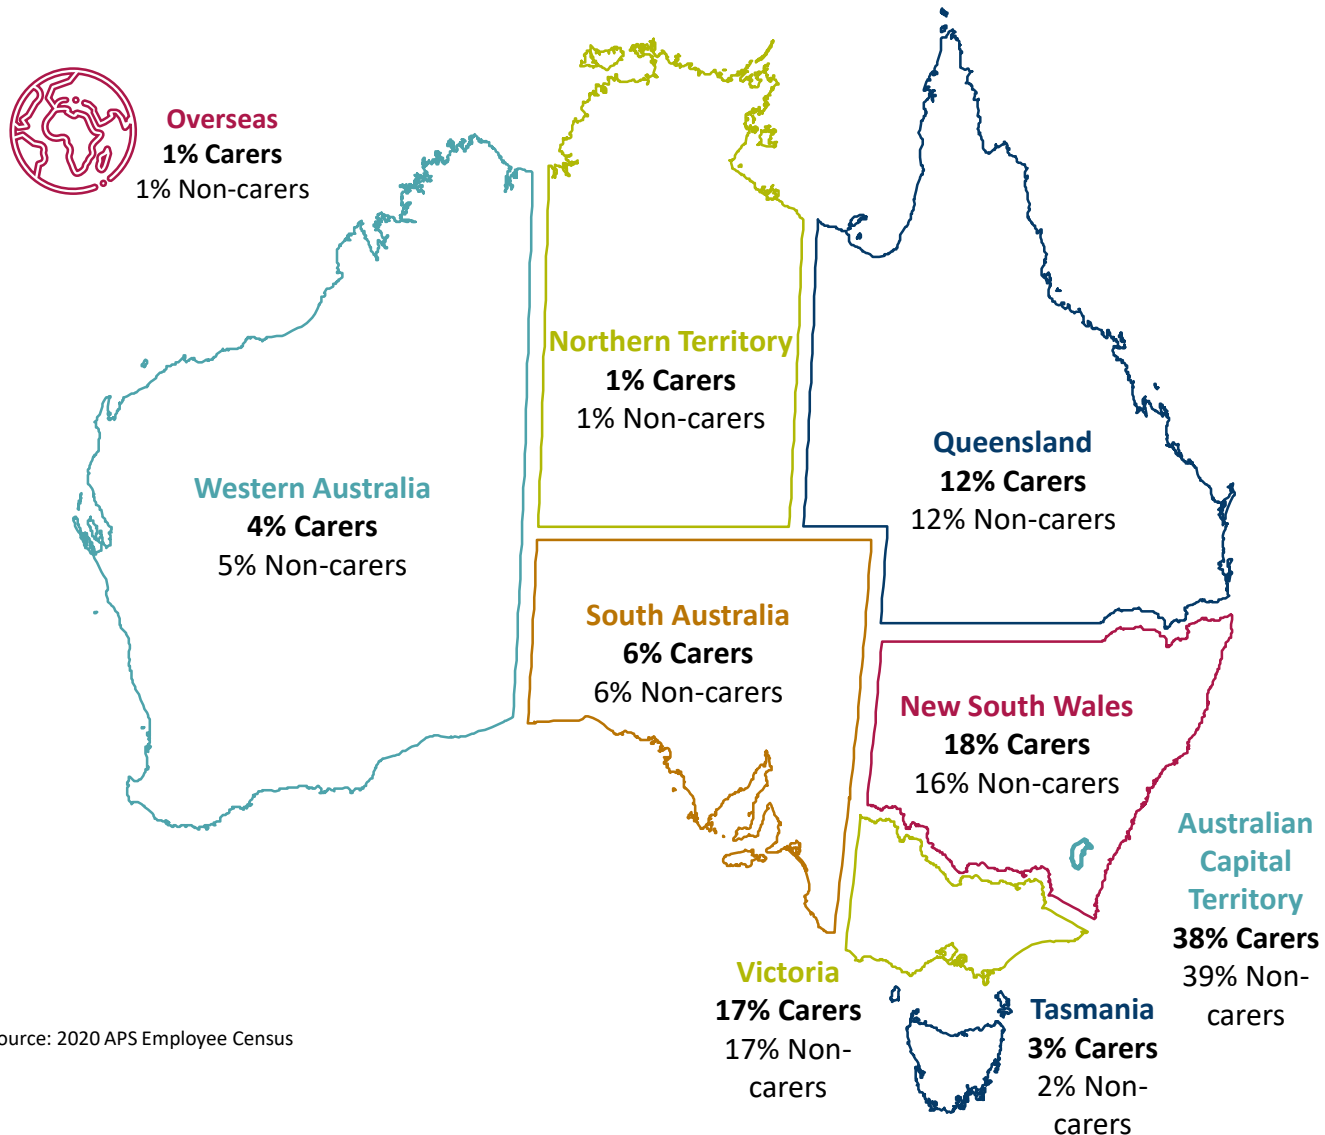 Overseas
1% Carers
1% Non-carers
Northern Territory
1% Carers
1% Non-carers
Queensland
12% Carers
12% Non-carers
Western Australia
4% Carers
5% Non-carers
South Australia
6% Carers
6% Non-carers
New South Wales
18% Carers
16% Non-carers
Australian
Capital
Territory
38% Carers
39% Non-
carers
Victoria
17% Carers
17% Non-
carers
Tasmania
3% Carers
2% Non-
carers
ource: 2020 APS Employee Census